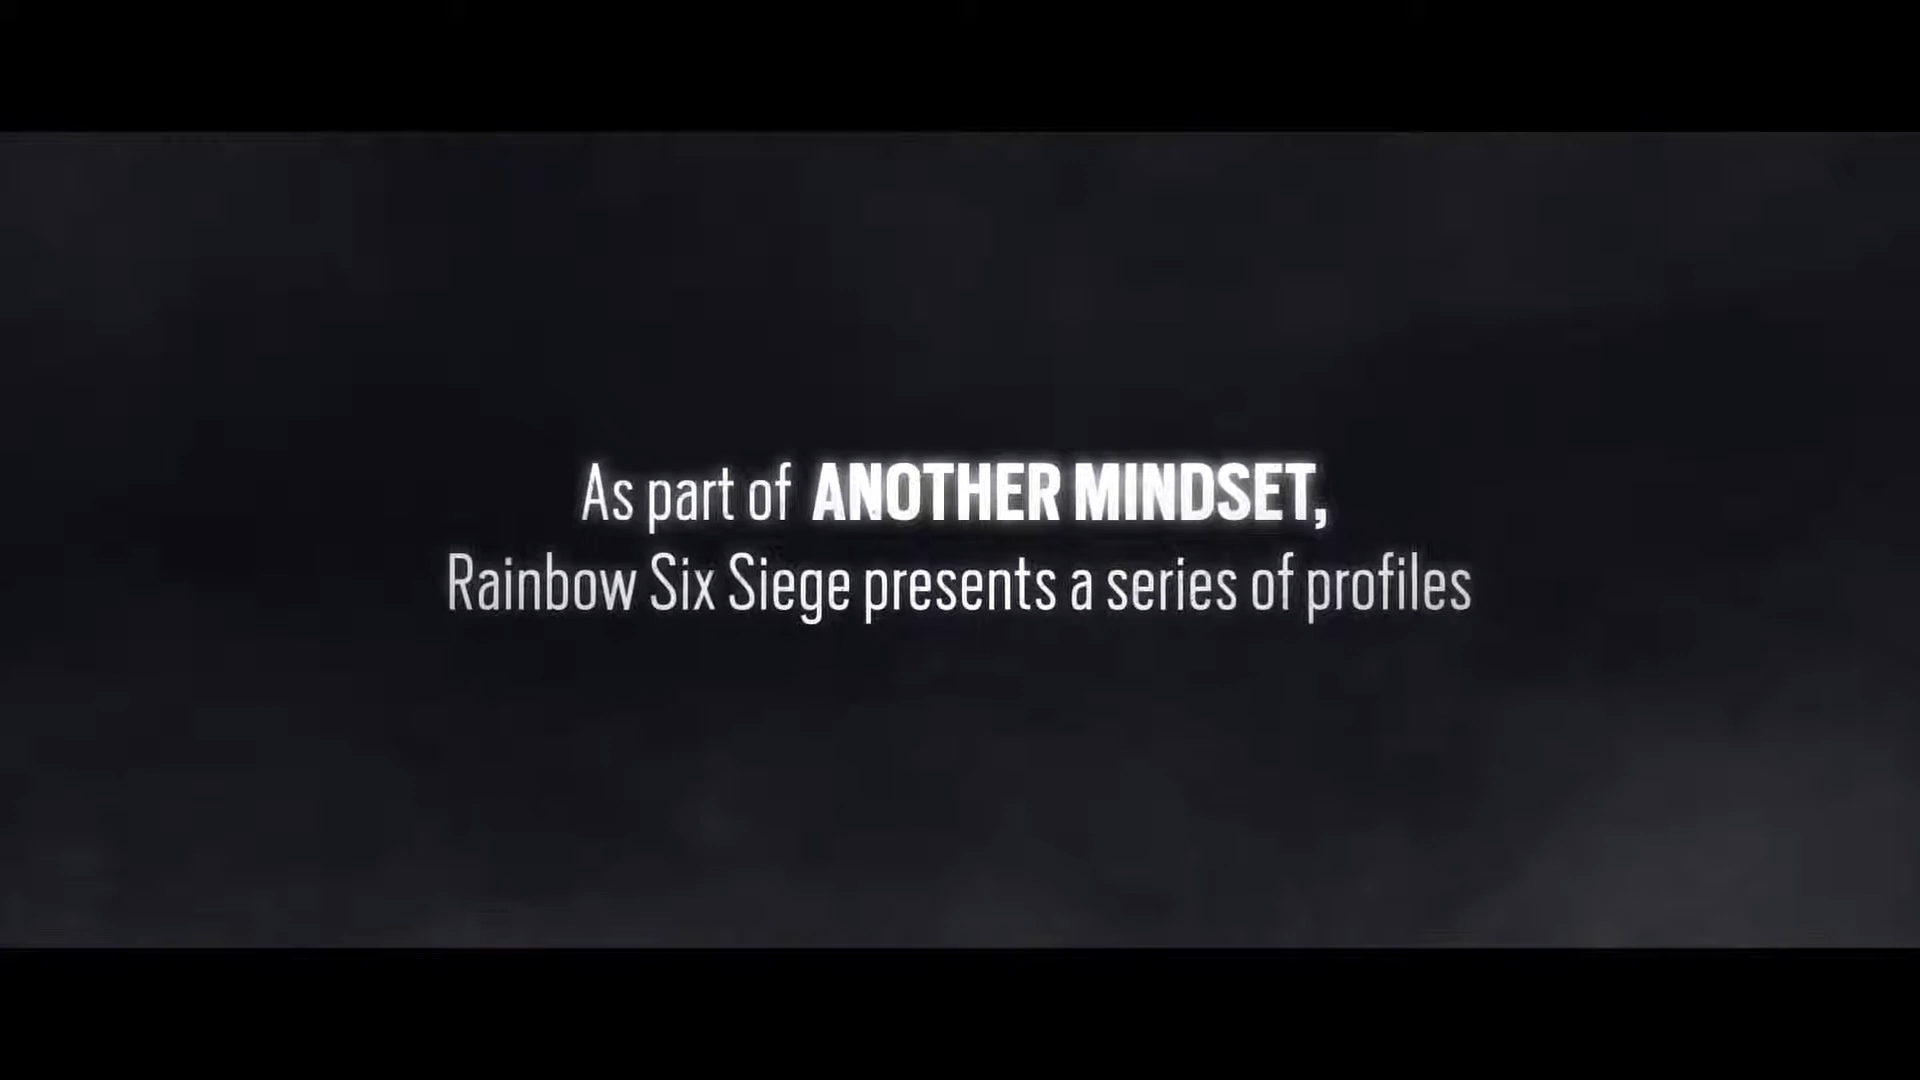 As part of ANOTHER MINDSET,
Rainbow Six Siege presents a series of profiles